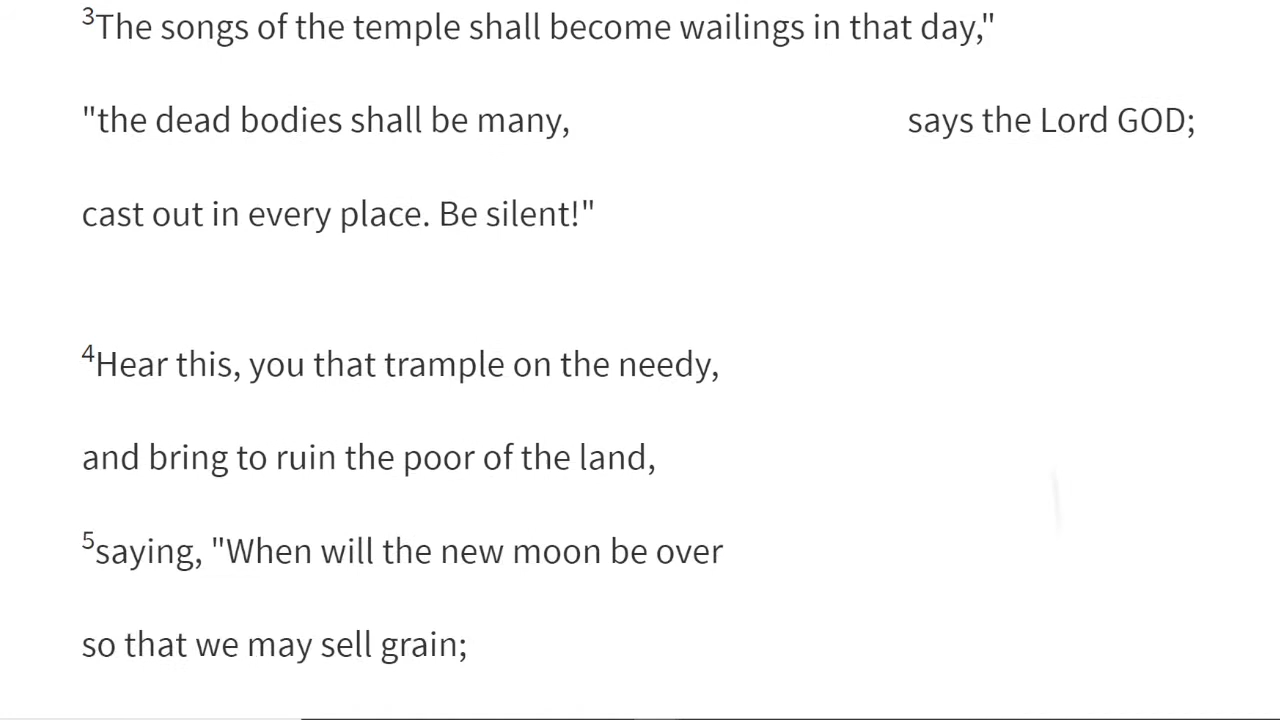 ³The songs of the temple shall become wailings in that day,"
"the dead bodies shall be many, says the Lord GOD;
cast out in every place. Be silent!"
⁴Hear this, you that trample on the needy,
and bring to ruin the poor of the land,
⁵saying, "When will the new moon be over
so that we may sell grain;